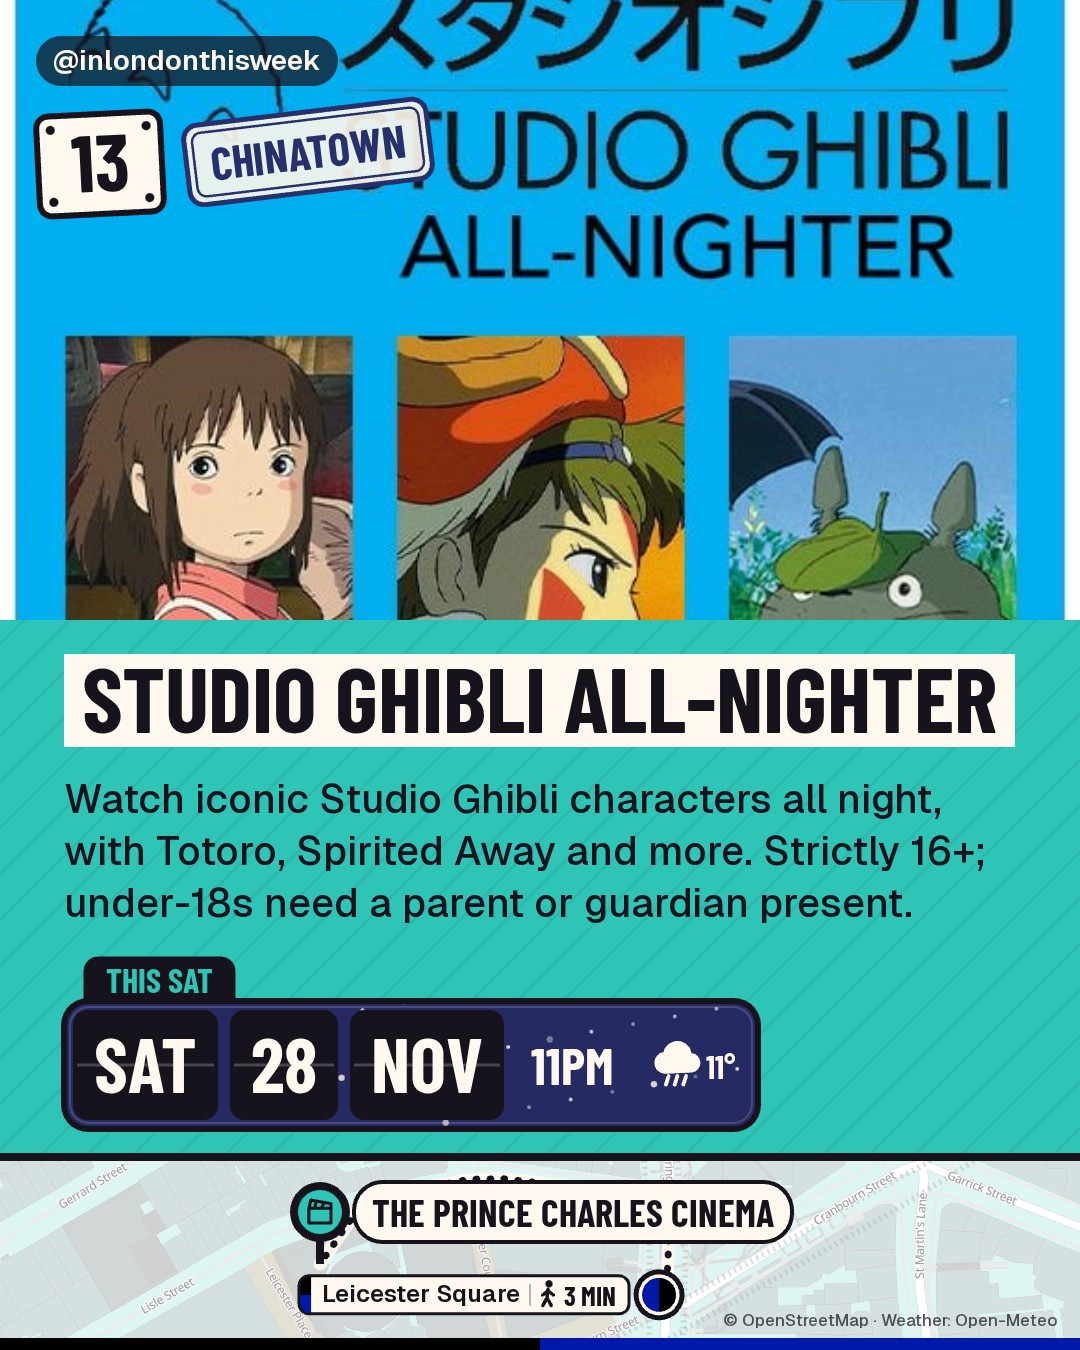 スタジオジブリ
@inlondonthisweek
13
CHINATOWN
STUDIO GHIBLI
ALL-NIGHTER
STUDIO GHIBLI ALL-NIGHTER
Watch iconic Studio Ghibli characters all night,
with Totoro, Spirited Away and more. Strictly 16+;
under-18s need a parent or guardian present.
THIS SAT
SAT 28 NOV 11PM 11°
THE PRINCE CHARLES CINEMA
Leicester Square 3 MIN
Gerrard Street
Lisle Street
Leicester Place
Cranbourn Street
Garrick Street
St Martin's Lane
© OpenStreetMap · Weather: Open-Meteo